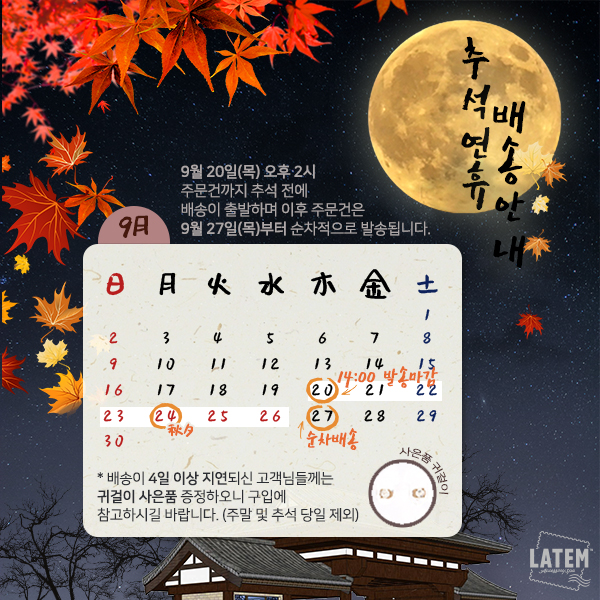 추석연휴
배송안내
9월 20일(목) 오후 2시
주문건까지 추석 전에
배송이 출발하며 이후 주문건은
9월 27일(목)부터 순차적으로 발송됩니다.
9月
日 月 火 水 木 金 土
1
2 3 4 5 6 7 8
9 10 11 12 13 14 15
14:00 발송마감
16 17 18 19 20 21 22
23 24 25 26 27 28 29
秋夕
순차배송
30
사은품 귀걸이
* 배송이 4일 이상 지연되신 고객님들께는
귀걸이 사은품 증정하오니 구입에
참고하시길 바랍니다. (주말 및 추석 당일 제외)
LATEM